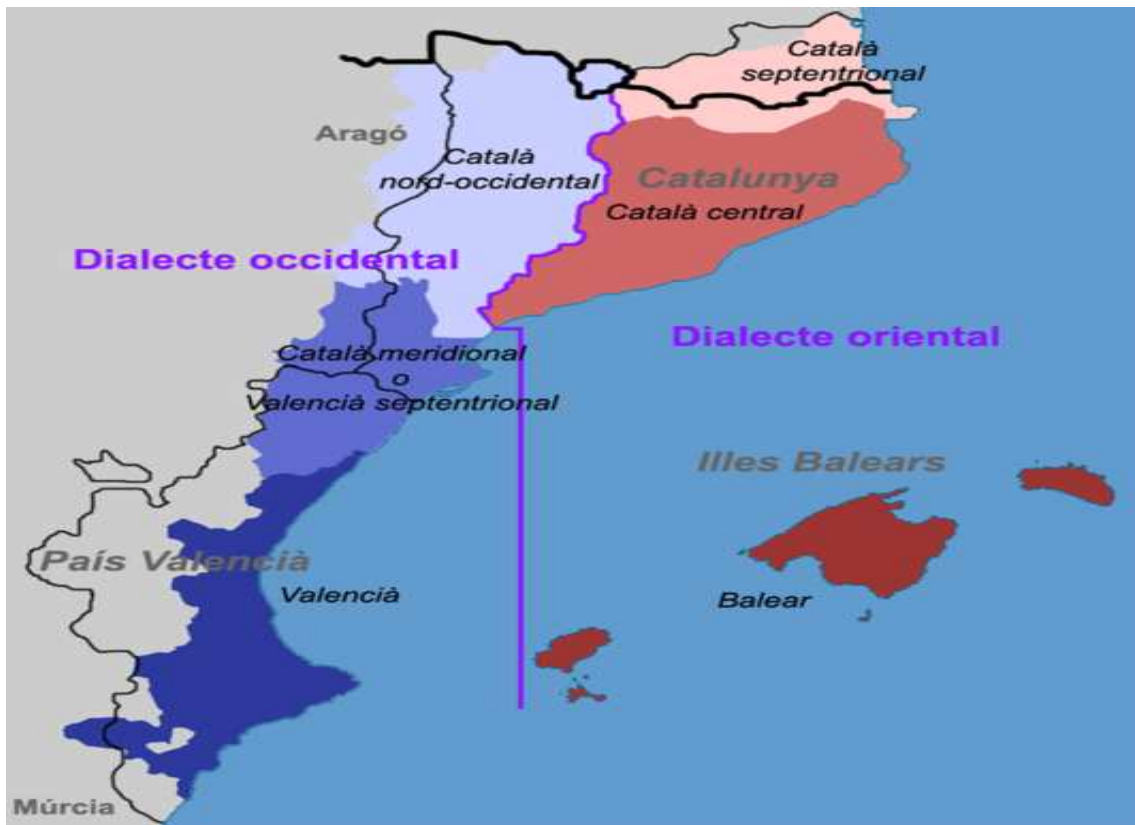 Català
septentrional
Aragó
Català
nord-occidental
Catalunya
Català central
Dialecte occidental
Dialecte oriental
Català meridional
o
Valencià septentrional
Illes Balears
País Valencià
Valencià
Balear
Múrcia